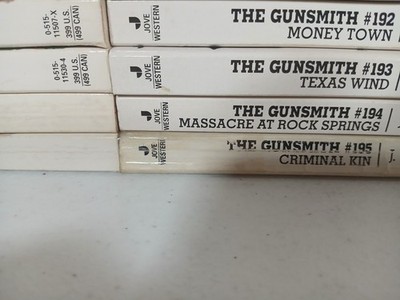 0-515-
11507-X
399 U.S.
(499 CAN)
JOVE
WESTERN
THE GUNSMITH #192
MONEY TOWN
0-515-
11530-4
399 U.S.
(499 CAN)
JOVE
WESTERN
THE GUNSMITH #193
TEXAS WIND
JOVE
WESTERN
THE GUNSMITH #194
MASSACRE AT ROCK SPRINGS
JOVE
WESTERN
THE GUNSMITH #195
CRIMINAL KIN
J.